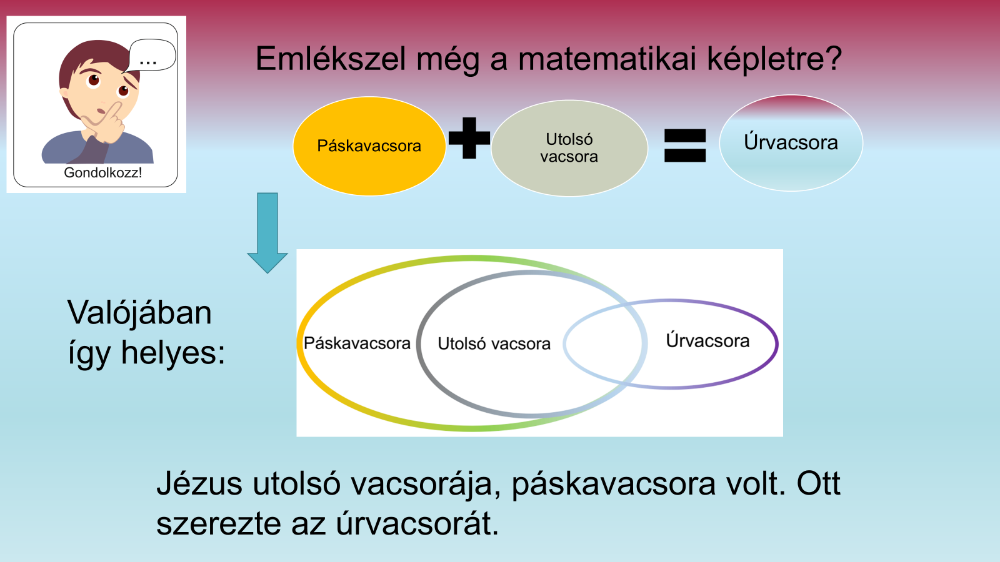 ...
Gondolkozz!
Emlékszel még a matematikai képletre?
Páskavacsora
Utolsó
vacsora
Úrvacsora
Valójában
így helyes:
Páskavacsora
Utolsó vacsora
Úrvacsora
Jézus utolsó vacsorája, páskavacsora volt. Ott
szerezte az úrvacsorát.